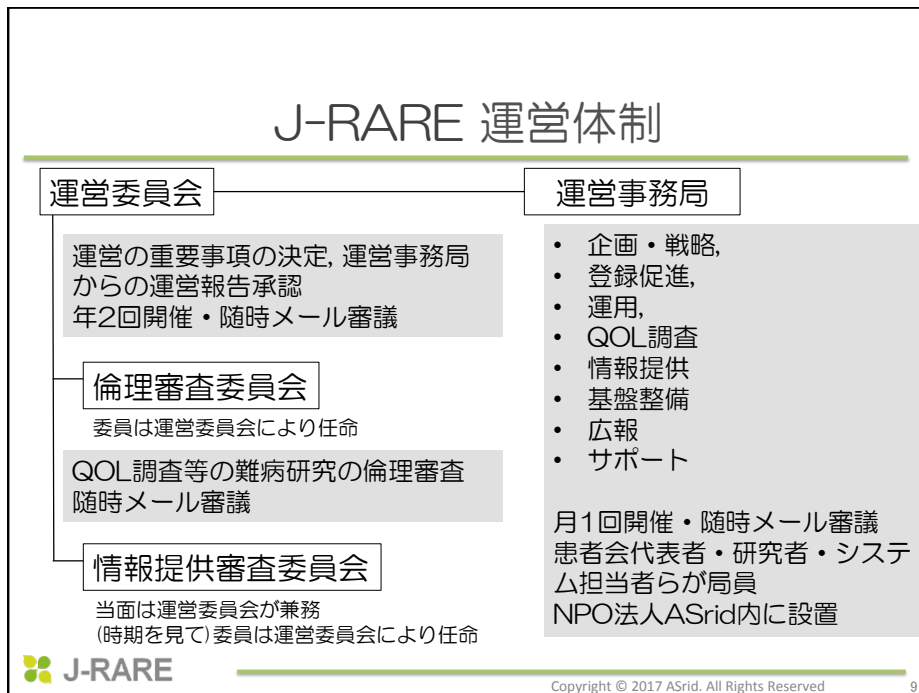 J-RARE 運営体制
運営委員会
運営の重要事項の決定, 運営事務局
からの運営報告承認
年2回開催・随時メール審議
倫理審査委員会
委員は運営委員会により任命
QOL調査等の難病研究の倫理審査
随時メール審議
情報提供審査委員会
当面は運営委員会が兼務
(時期を見て)委員は運営委員会により任命
運営事務局
• 企画・戦略,
• 登録促進,
• 運用,
• QOL調査
• 情報提供
• 基盤整備
• 広報
• サポート
月1回開催・随時メール審議
患者会代表者・研究者・システ
ム担当者らが局員
NPO法人ASrid内に設置
J-RARE
Copyright © 2017 ASrid. All Rights Reserved
9